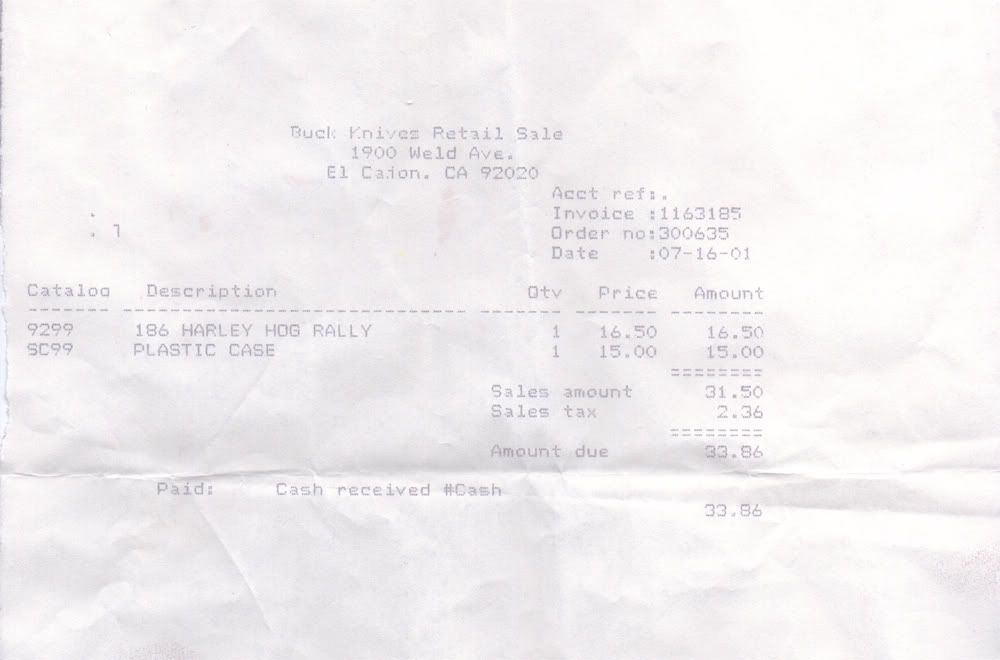 Buck Knives Retail Sale
1900 Weld Ave.
El Cajon. CA 92020
Acct ref:.
Invoice :1163185
Order no:300635
. 1
Date :07-16-01
Catalog Description Qty Price Amount
9299 186 HARLEY HOG RALLY 1 16.50 16.50
SC99 PLASTIC CASE 1 15.00 15.00
Sales amount 31.50
Sales tax 2.36
Amount due 33.86
Paid: Cash received #Cash
33.86